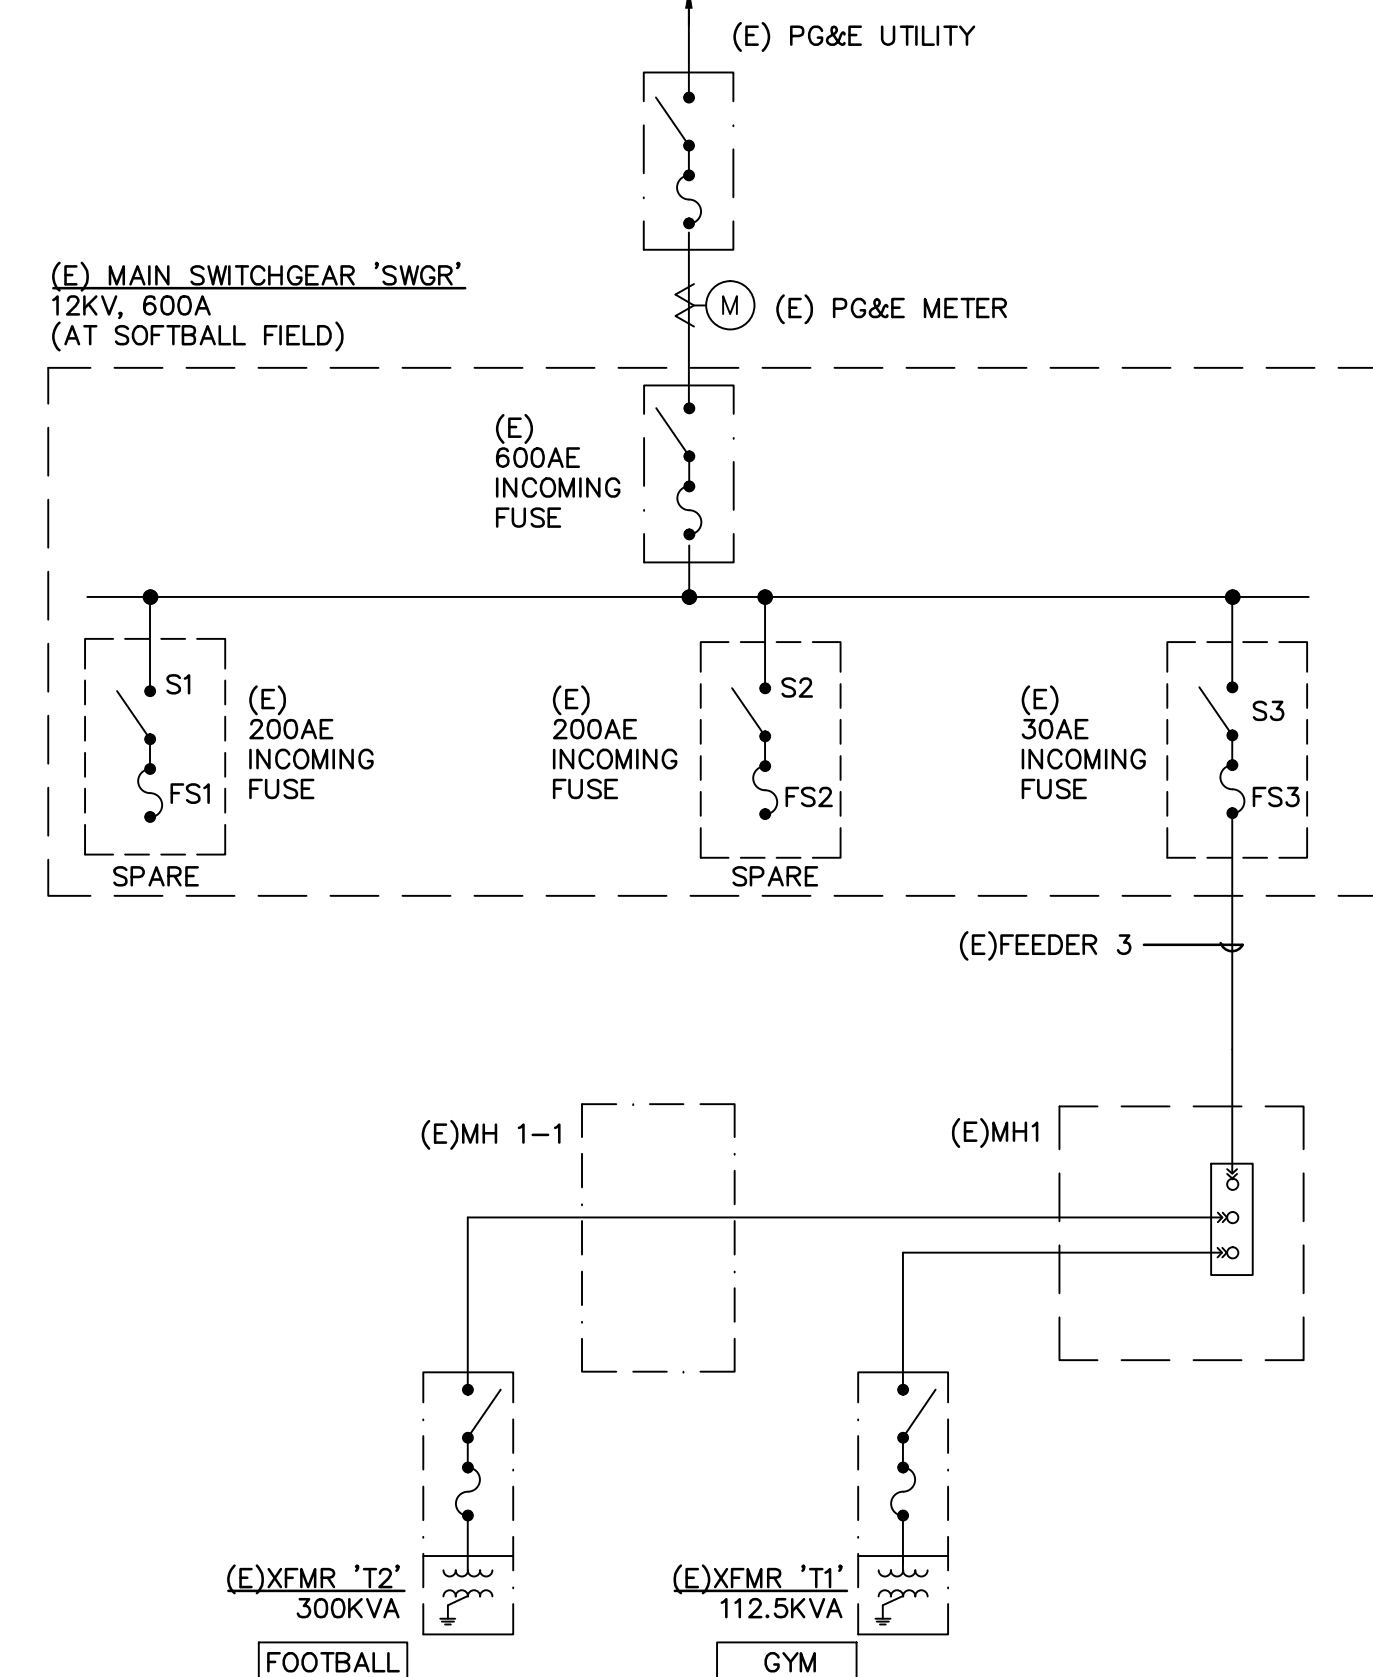 (E) PG&E UTILITY
(E) MAIN SWITCHGEAR 'SWGR'
12KV, 600A
(AT SOFTBALL FIELD)
M
(E) PG&E METER
(E)
600AE
INCOMING
FUSE
S1
FS1
(E)
200AE
INCOMING
FUSE
SPARE
(E)
200AE
INCOMING
FUSE
S2
FS2
SPARE
(E)
30AE
INCOMING
FUSE
S3
FS3
(E)FEEDER 3
(E)MH 1-1
(E)MH1
(E)XFMR 'T2'
300KVA
FOOTBALL
(E)XFMR 'T1'
112.5KVA
GYM